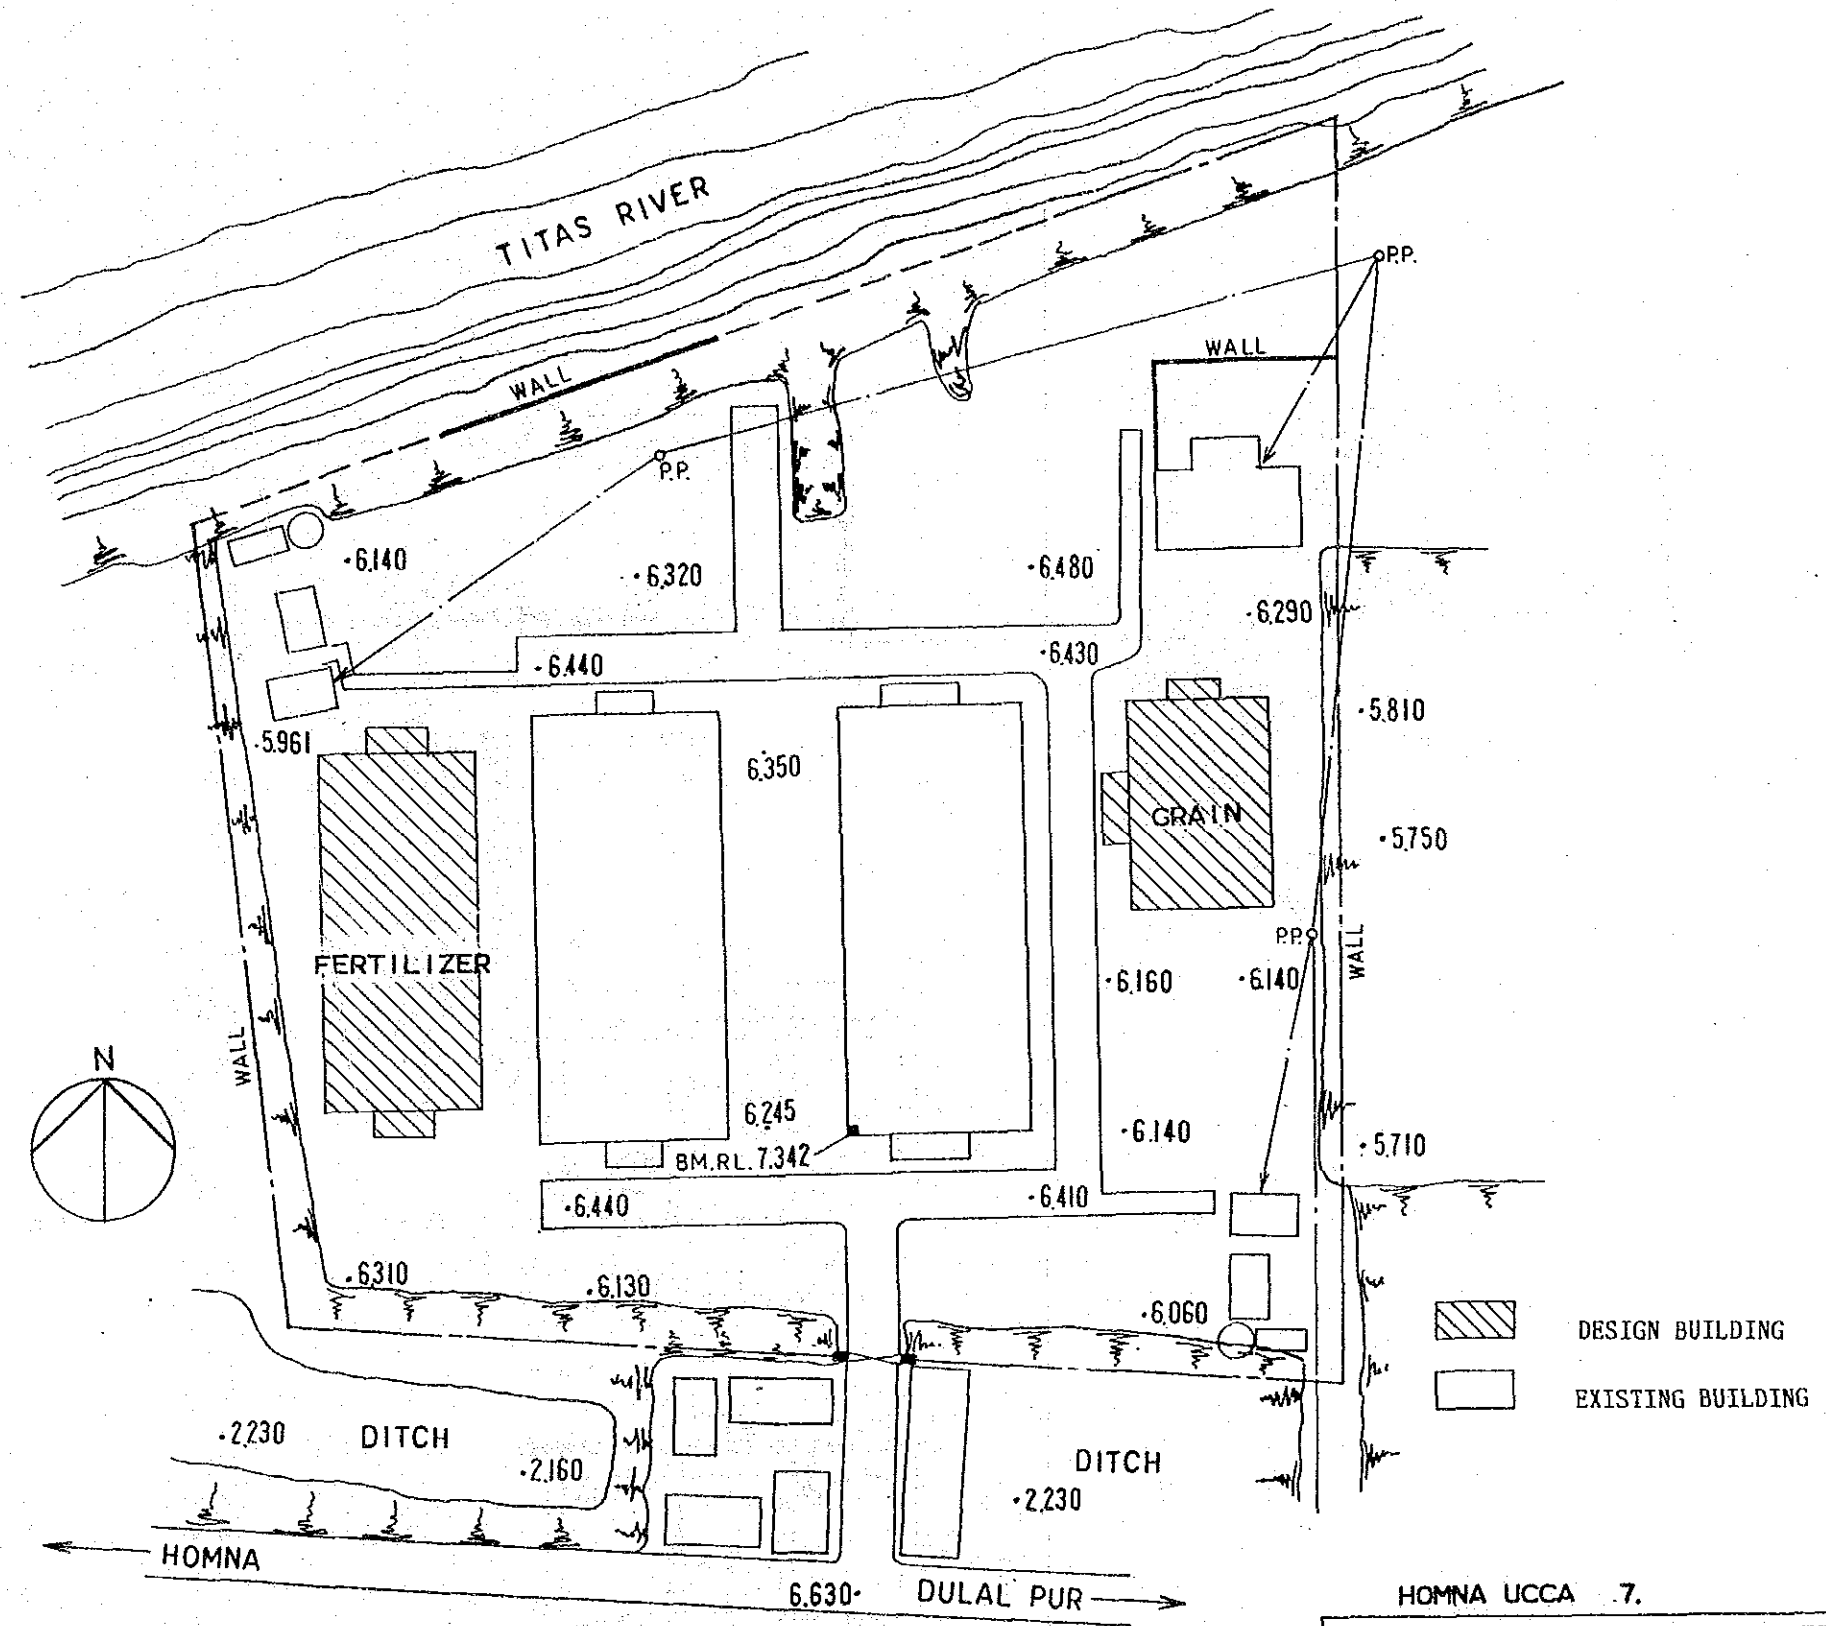 TITAS RIVER
P.P.
WALL
WALL
P.P.
6.140
6.320
6.480
6.290
6.440
6.430
5.810
5.961
6.350
GRAIN
5.750
P.P.
WALL
FERTILIZER
6.160
6.140
WALL
N
6.245
6.140
5.710
BM.RL. 7.342
6.440
6.410
6.310
6.130
6.060
DESIGN BUILDING
EXISTING BUILDING
2.230
DITCH
2.160
DITCH
2.230
HOMNA
6.630
DULAL PUR
HOMNA UCCA 7.